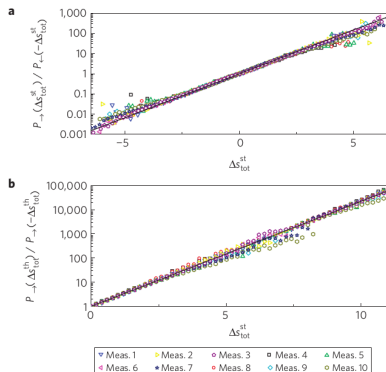 a
1,000
100
10
1
0.1
0.01
0.001
P→(Δs^st_tot) / P←(−Δs^st_tot)
−5
0
5
Δs^st_tot
b
100,000
10,000
1,000
100
10
1
P→(Δs^th_tot) / P→(−Δs^th_tot)
0
5
10
Δs^st_tot
Meas. 1 Meas. 2 Meas. 3 Meas. 4 Meas. 5
Meas. 6 Meas. 7 Meas. 8 Meas. 9 Meas. 10